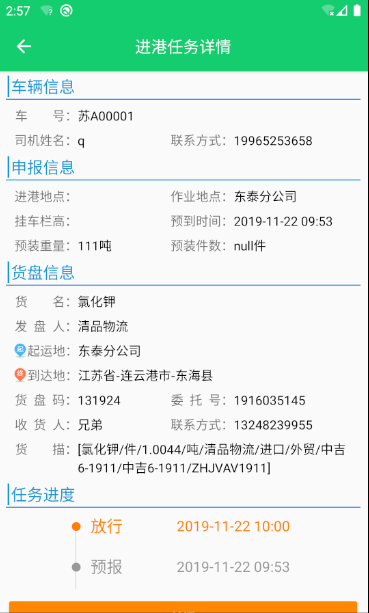 2:57
进港任务详情
车辆信息
车 号： 苏A00001
司机姓名： q 联系方式： 19965253658
申报信息
进港地点： 作业地点： 东泰分公司
挂车栏高： 预到时间： 2019-11-22 09:53
预装重量： 111吨 预装件数： null件
货盘信息
货 名： 氯化钾
发 盘 人： 清品物流
起运地： 东泰分公司
终 到达地： 江苏省-连云港市-东海县
货 盘 码： 131924 委 托 号： 1916035145
收 货 人： 兄弟 联系方式： 13248239955
货 描： [氯化钾/件/1.0044/吨/清品物流/进口/外贸/中吉
6-1911/中吉6-1911/ZHJVAV1911]
任务进度
放行 2019-11-22 10:00
预报 2019-11-22 09:53